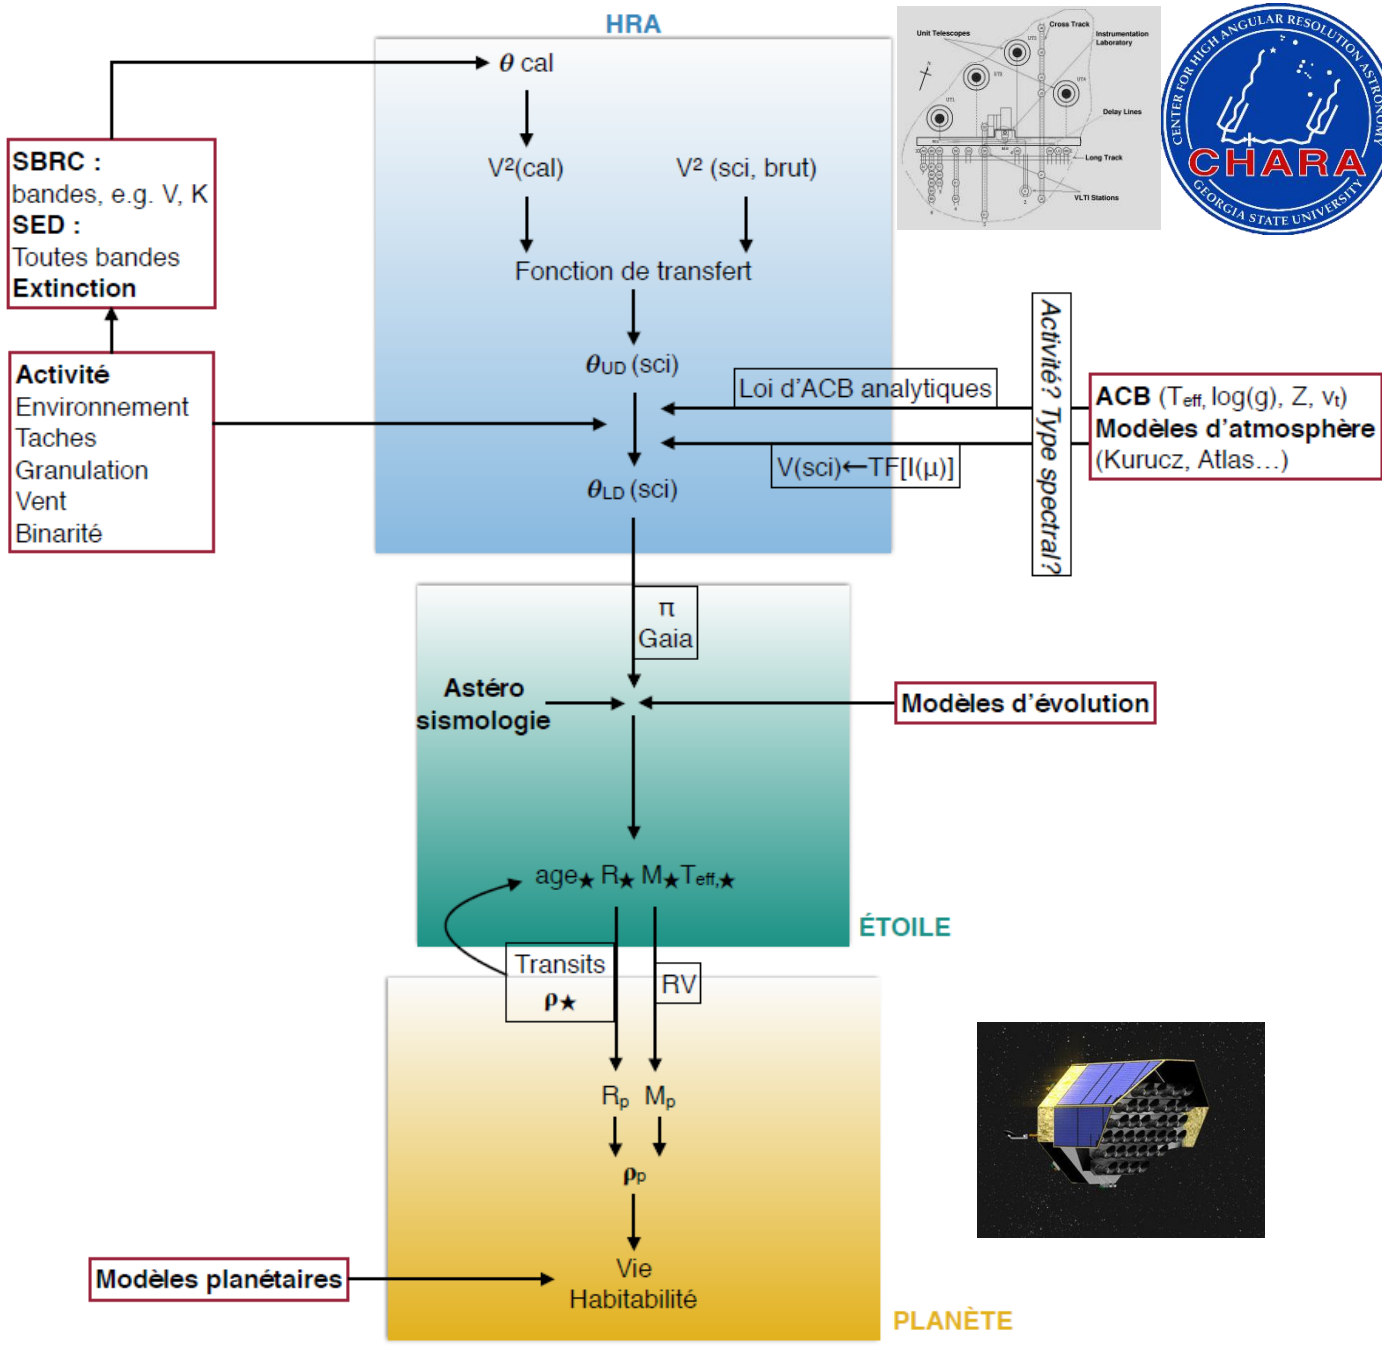 HRA
θ cal
V²(cal)
V² (sci, brut)
Fonction de transfert
θUD (sci)
θLD (sci)
SBRC :
bandes, e.g. V, K
SED :
Toutes bandes
Extinction
Activité
Environnement
Taches
Granulation
Vent
Binarité
Unit Telescopes
Cross Track
Instrumentation
Laboratory
Delay Lines
Long Track
VLTI Stations
N
UT1
UT2
UT3
UT4
CENTER FOR HIGH ANGULAR RESOLUTION ASTRONOMY
CHARA
GEORGIA STATE UNIVERSITY
Loi d'ACB analytiques
V(sci)←TF[I(μ)]
Activité? Type spectral?
ACB (Teff, log(g), Z, vt)
Modèles d'atmosphère
(Kurucz, Atlas…)
π
Gaia
Astéro
sismologie
Modèles d'évolution
age★ R★ M★Teff,★
ÉTOILE
Transits
ρ★
RV
Rp Mp
ρp
Vie
Habitabilité
Modèles planétaires
PLANÈTE